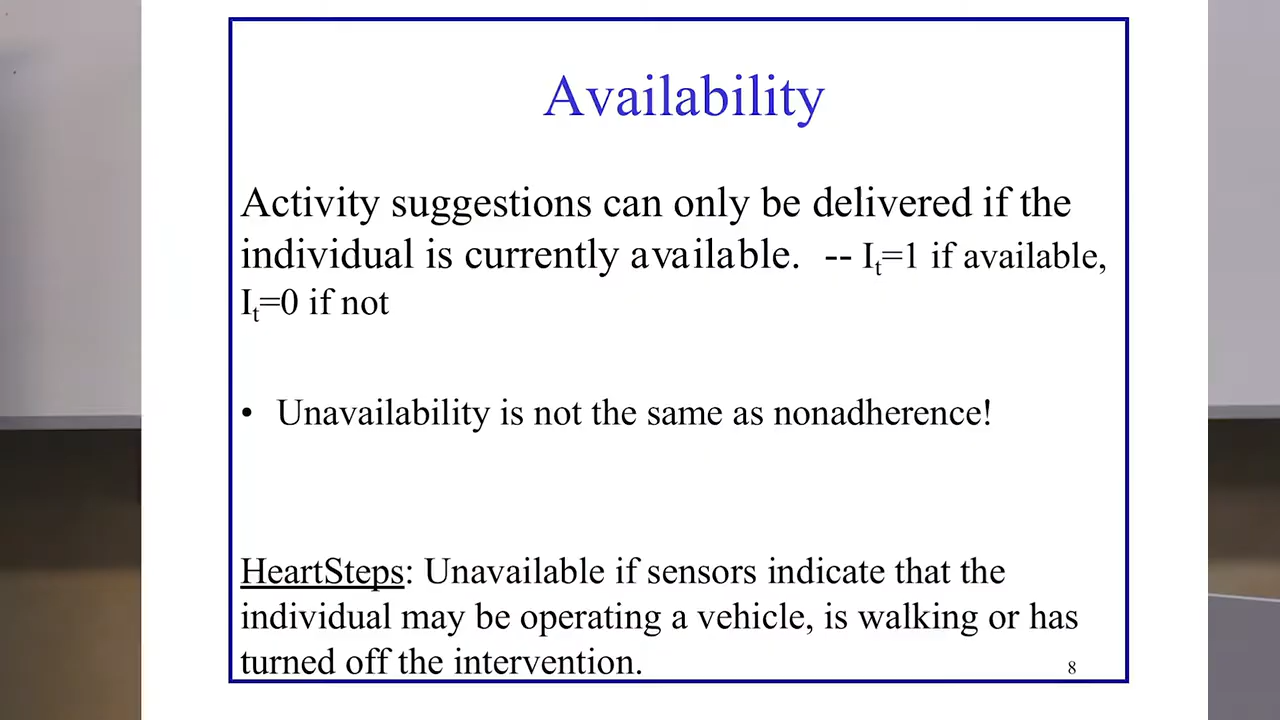 Availability
Activity suggestions can only be delivered if the
individual is currently available. -- Iₜ=1 if available,
Iₜ=0 if not
• Unavailability is not the same as nonadherence!
HeartSteps: Unavailable if sensors indicate that the
individual may be operating a vehicle, is walking or has
turned off the intervention.
8